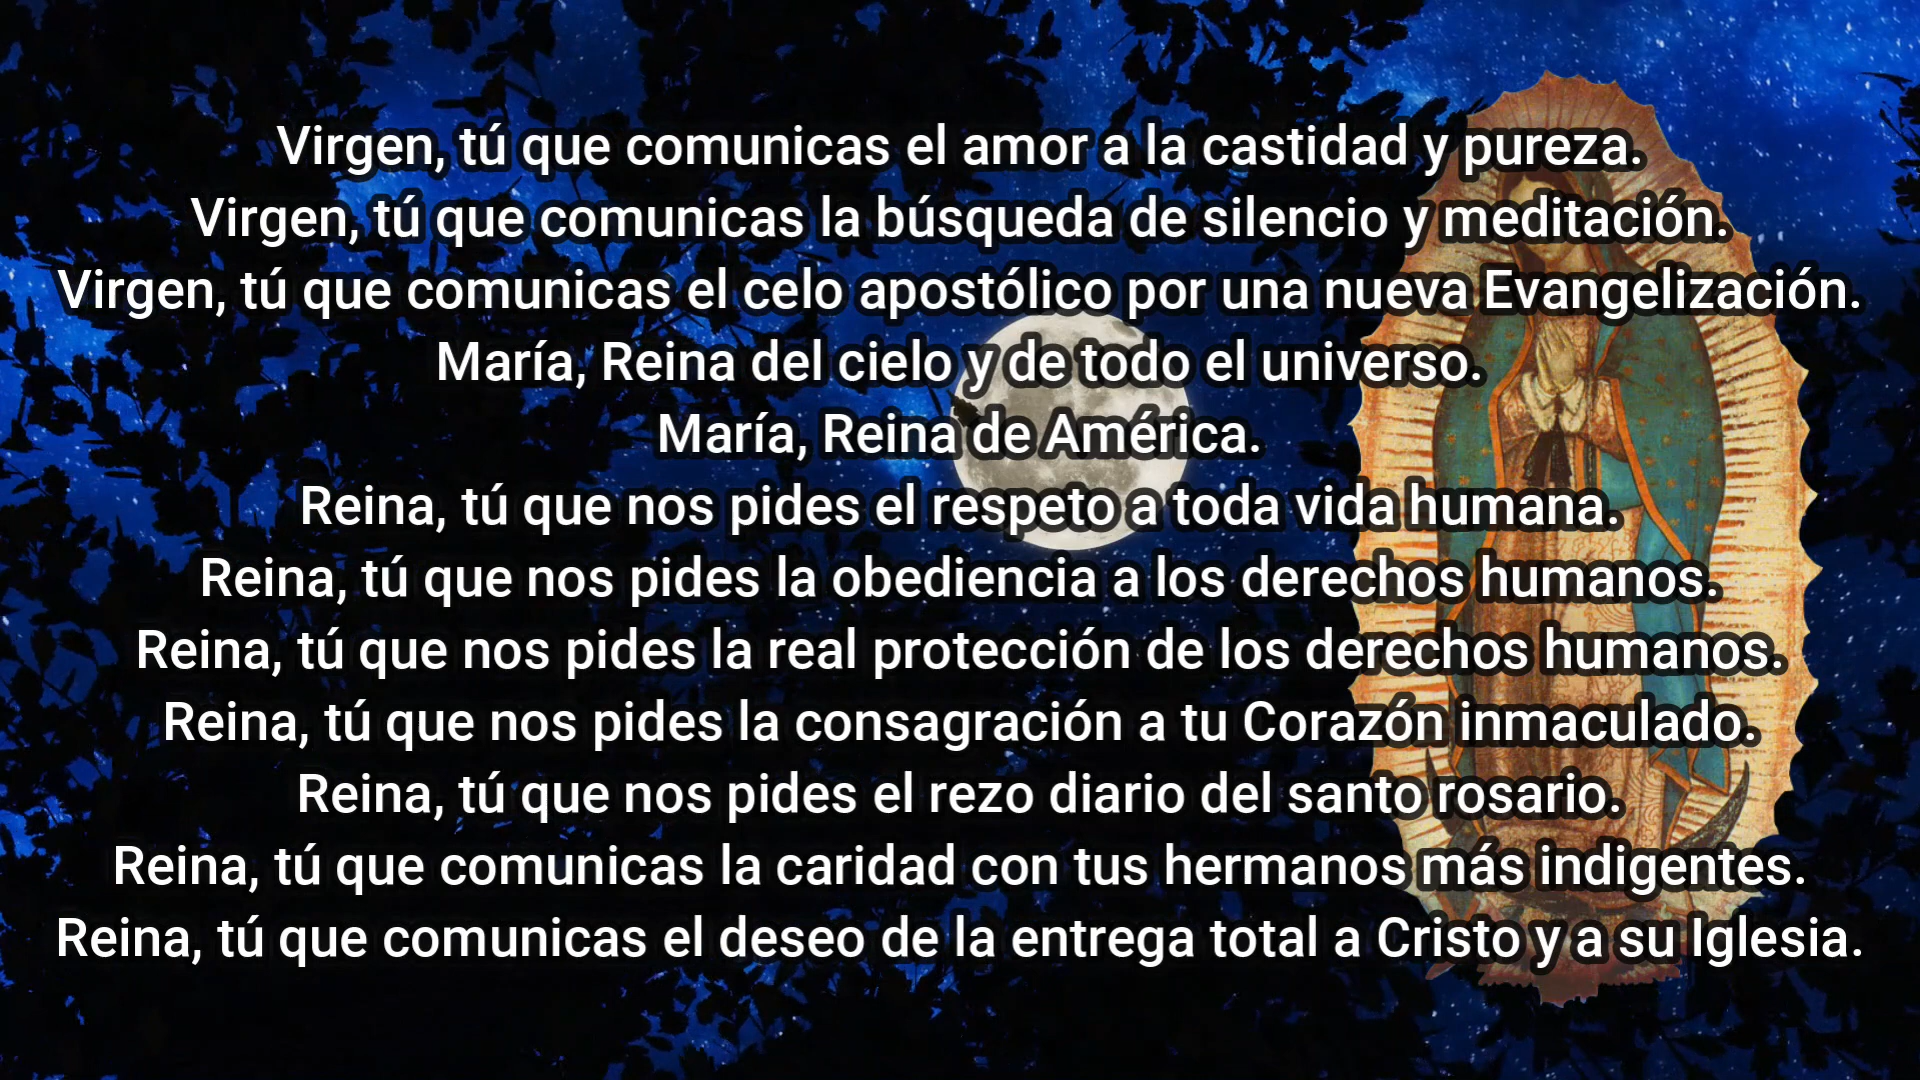 Virgen, tú que comunicas el amor a la castidad y pureza.
Virgen, tú que comunicas la búsqueda de silencio y meditación.
Virgen, tú que comunicas el celo apostólico por una nueva Evangelización.
María, Reina del cielo y de todo el universo.
María, Reina de América.
Reina, tú que nos pides el respeto a toda vida humana.
Reina, tú que nos pides la obediencia a los derechos humanos.
Reina, tú que nos pides la real protección de los derechos humanos.
Reina, tú que nos pides la consagración a tu Corazón inmaculado.
Reina, tú que nos pides el rezo diario del santo rosario.
Reina, tú que comunicas la caridad con tus hermanos más indigentes.
Reina, tú que comunicas el deseo de la entrega total a Cristo y a su Iglesia.